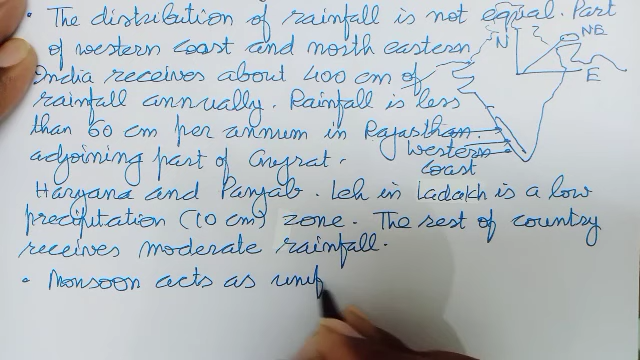 • The distribution of rainfall is not equal. Part
of western coast and north eastern
India receives about 400 cm of
rainfall annually. Rainfall is less
than 60 cm per annum in Rajasthan.
adjoining part of Gujrat.
Haryana and Panjab. Leh in Ladakh is a low
precipitation (10 cm) zone. The rest of country
receives moderate rainfall.
• Monsoon acts as unif
N
NE
E
western
coast